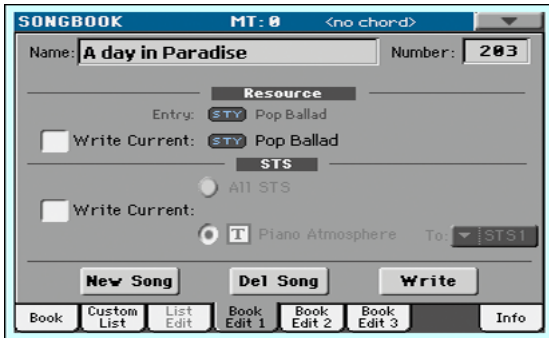 SONGBOOK MT: 0 <no chord>
Name: A day in Paradise Number: 203
Resource
Entry: STY Pop Ballad
Write Current: STY Pop Ballad
STS
All STS
Write Current:
T Piano Atmosphere To: STS1
New Song Del Song Write
Book Custom List List Edit Book Edit 1 Book Edit 2 Book Edit 3 Info